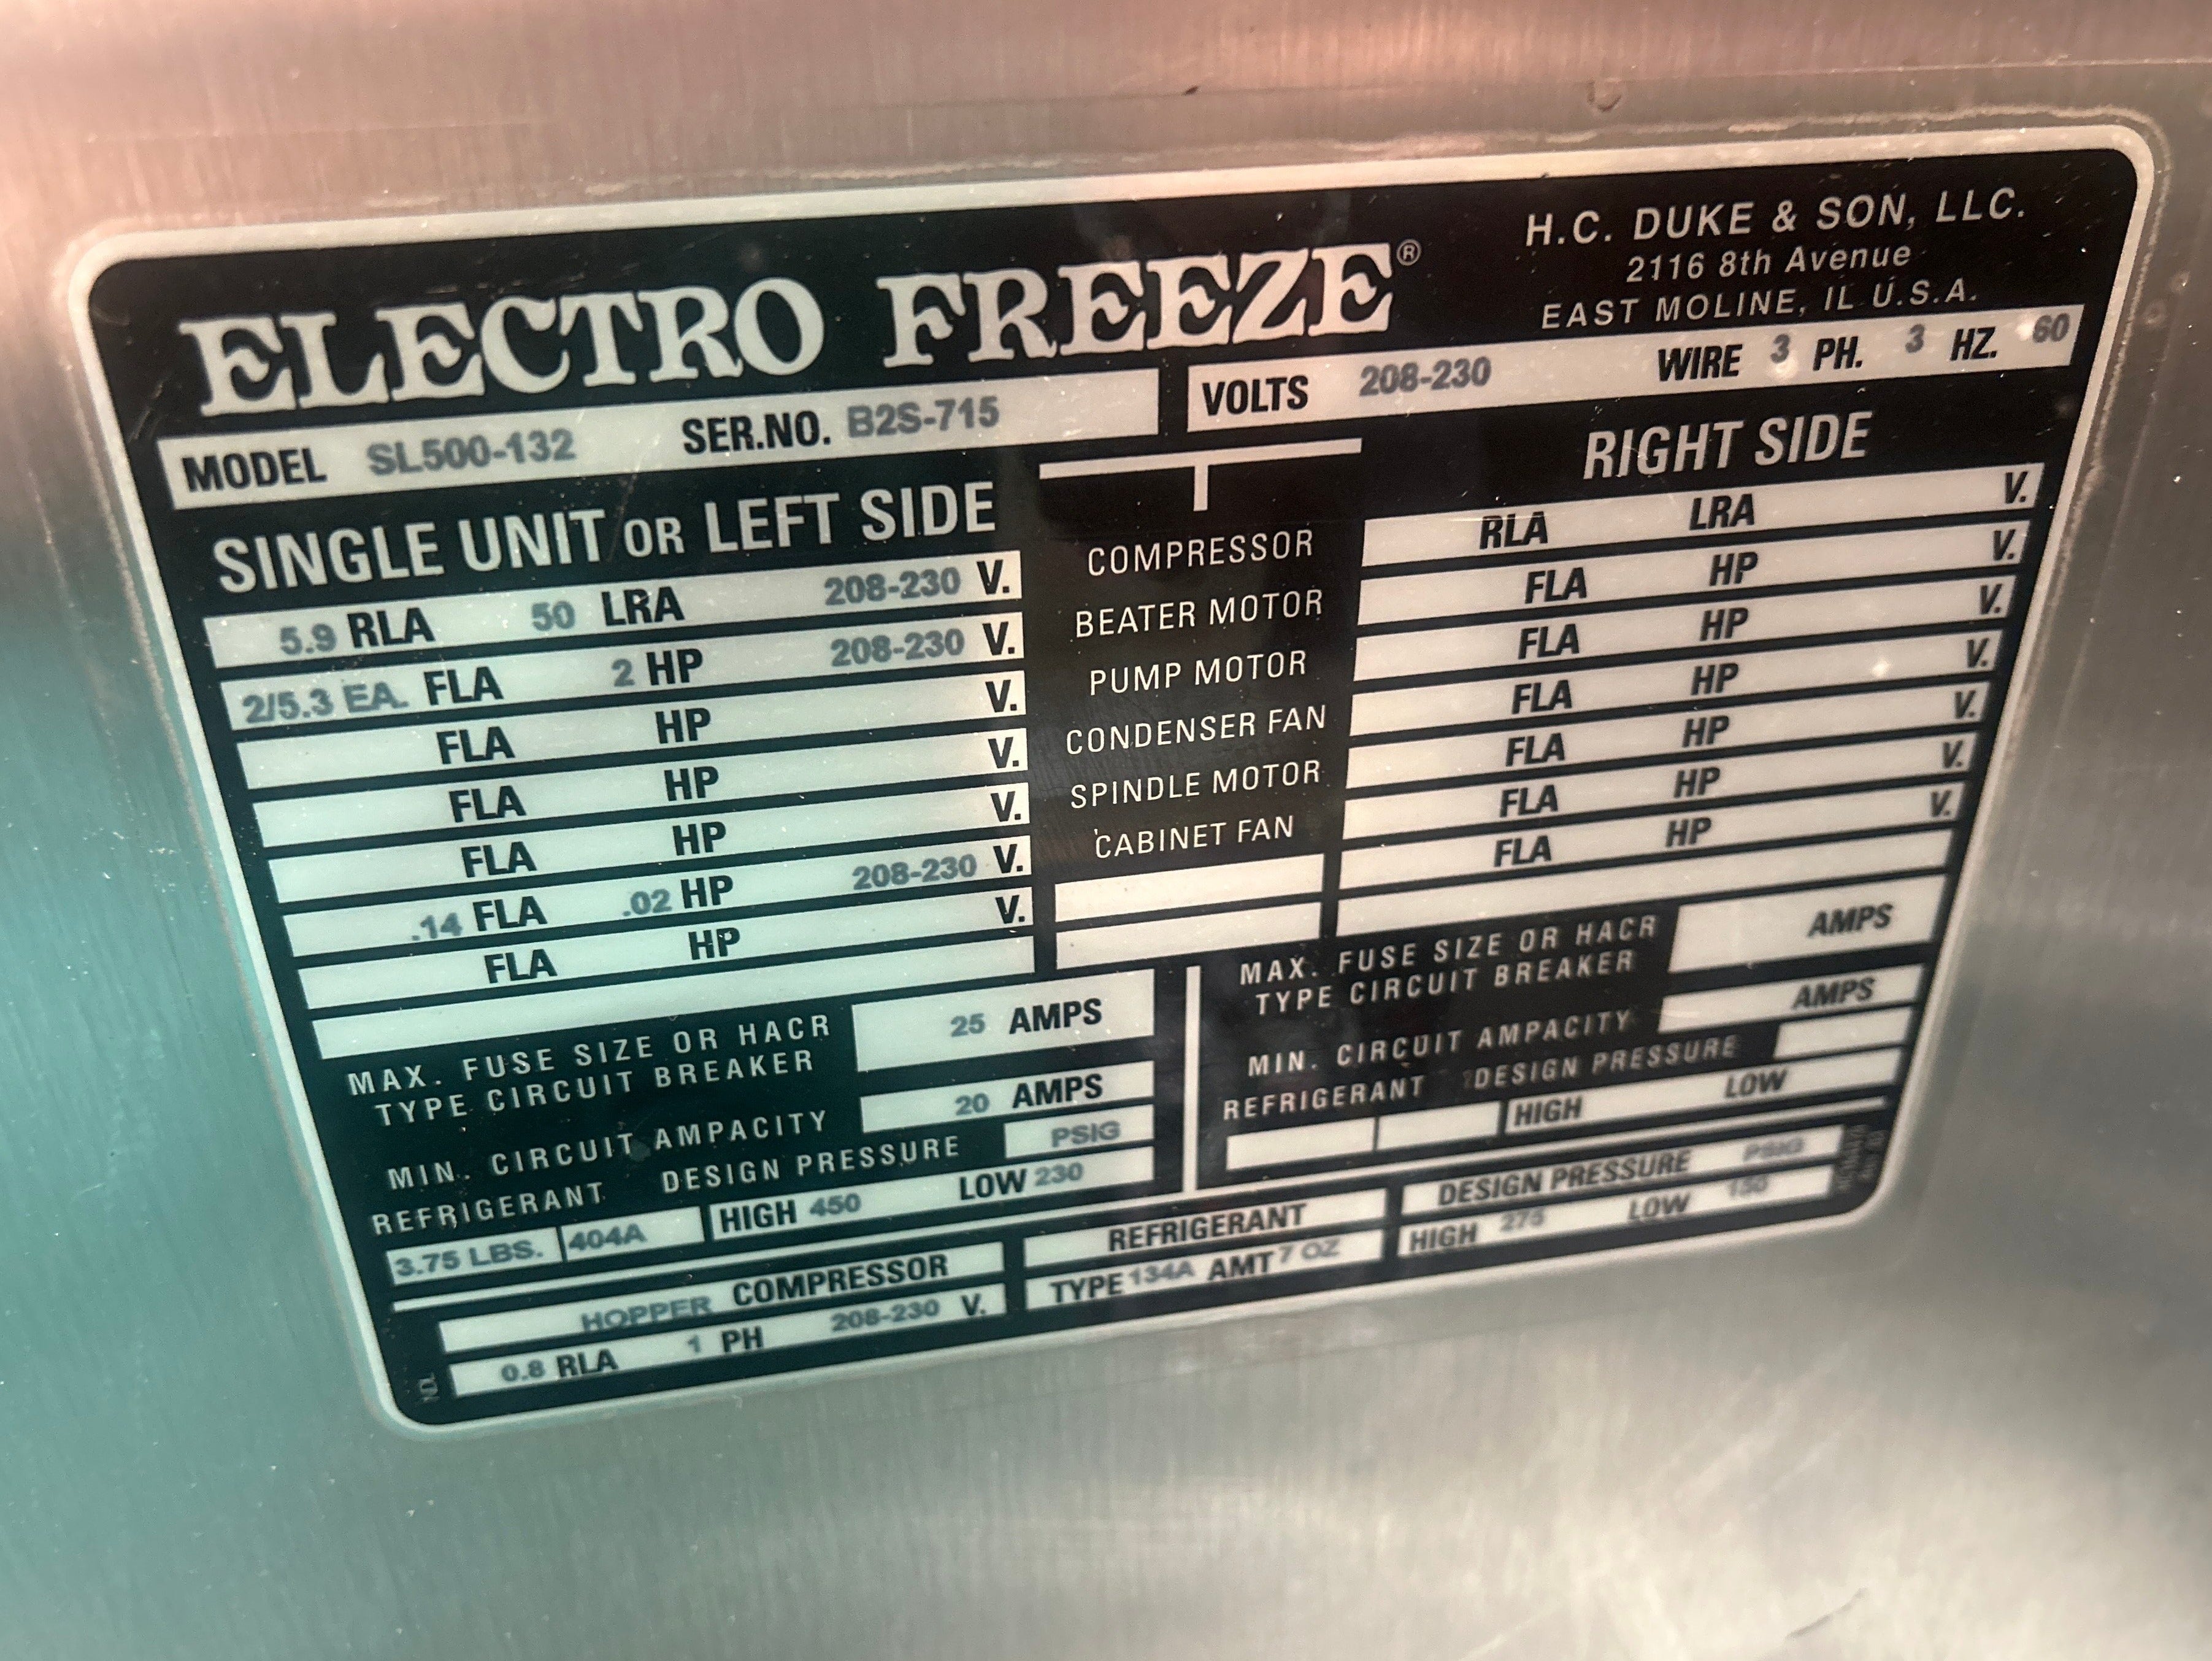 ELECTRO FREEZE®
H.C. DUKE & SON, LLC.
2116 8th Avenue
EAST MOLINE, IL U.S.A.
MODEL SL500-132 SER.NO. B2S-715
VOLTS 208-230 WIRE 3 PH. 3 HZ. 60
SINGLE UNIT OR LEFT SIDE
RIGHT SIDE
5.9 RLA 50 LRA 208-230 V. COMPRESSOR RLA LRA V.
2/5.3 EA. FLA 2 HP 208-230 V. BEATER MOTOR FLA HP V.
FLA HP V. PUMP MOTOR FLA HP V.
FLA HP V. CONDENSER FAN FLA HP V.
FLA HP V. SPINDLE MOTOR FLA HP V.
.14 FLA .02 HP 208-230 V. CABINET FAN FLA HP V.
FLA HP V. FLA HP V.
MAX. FUSE SIZE OR HACR
TYPE CIRCUIT BREAKER
25 AMPS
MIN. CIRCUIT AMPACITY 20 AMPS
REFRIGERANT DESIGN PRESSURE PSIG
3.75 LBS. 404A HIGH 450 LOW 230
MAX. FUSE SIZE OR HACR
TYPE CIRCUIT BREAKER
AMPS
MIN. CIRCUIT AMPACITY AMPS
REFRIGERANT DESIGN PRESSURE
HIGH LOW
HOPPER COMPRESSOR
0.8 RLA 1 PH 208-230 V.
REFRIGERANT
TYPE 134A AMT 7 OZ
DESIGN PRESSURE PSIG
HIGH 275 LOW 150